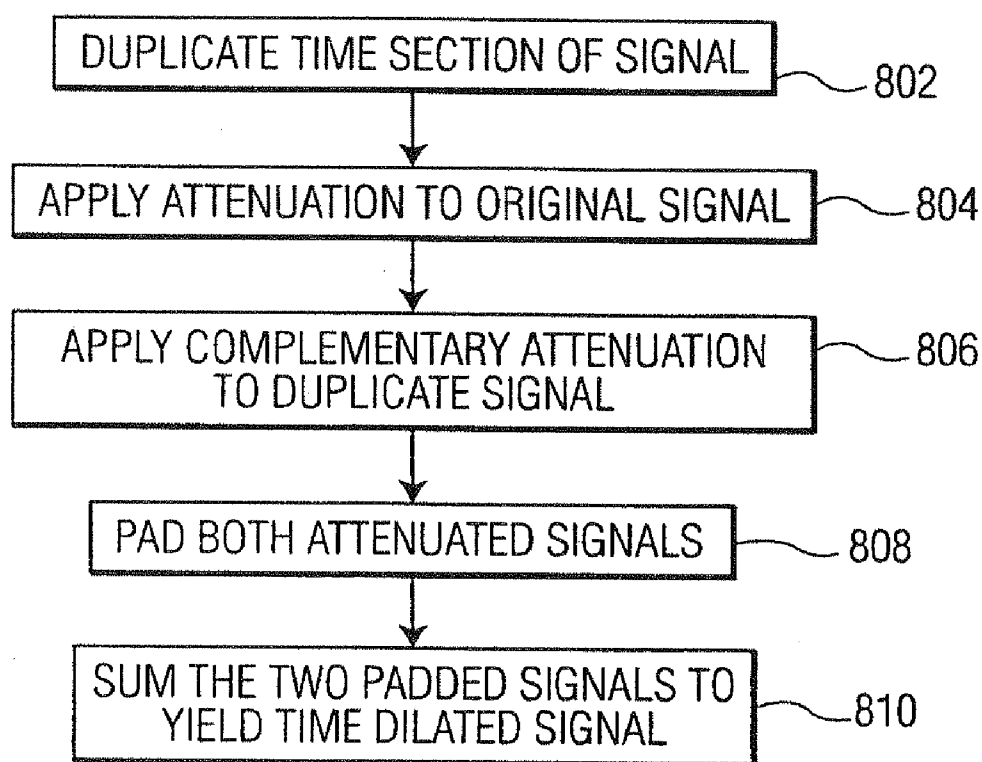 DUPLICATE TIME SECTION OF SIGNAL
802
APPLY ATTENUATION TO ORIGINAL SIGNAL
804
APPLY COMPLEMENTARY ATTENUATION
TO DUPLICATE SIGNAL
806
PAD BOTH ATTENUATED SIGNALS
808
SUM THE TWO PADDED SIGNALS TO
YIELD TIME DILATED SIGNAL
810